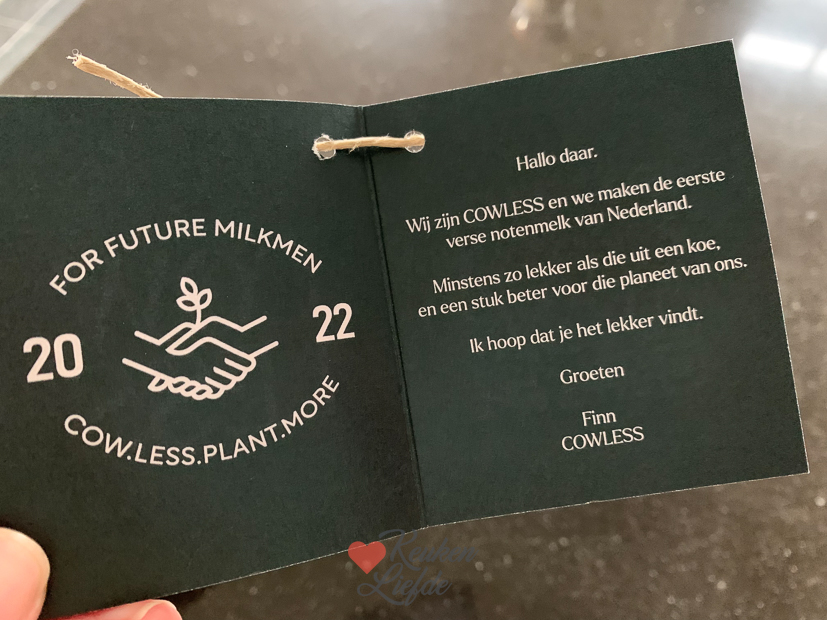 FOR FUTURE MILKMEN
20 22
COW.LESS.PLANT.MORE
Hallo daar.
Wij zijn COWLESS en we maken de eerste
verse notenmelk van Nederland.
Minstens zo lekker als die uit een koe,
en een stuk beter voor die planeet van ons.
Ik hoop dat je het lekker vindt.
Groeten
Finn
COWLESS
Keuken
Liefde